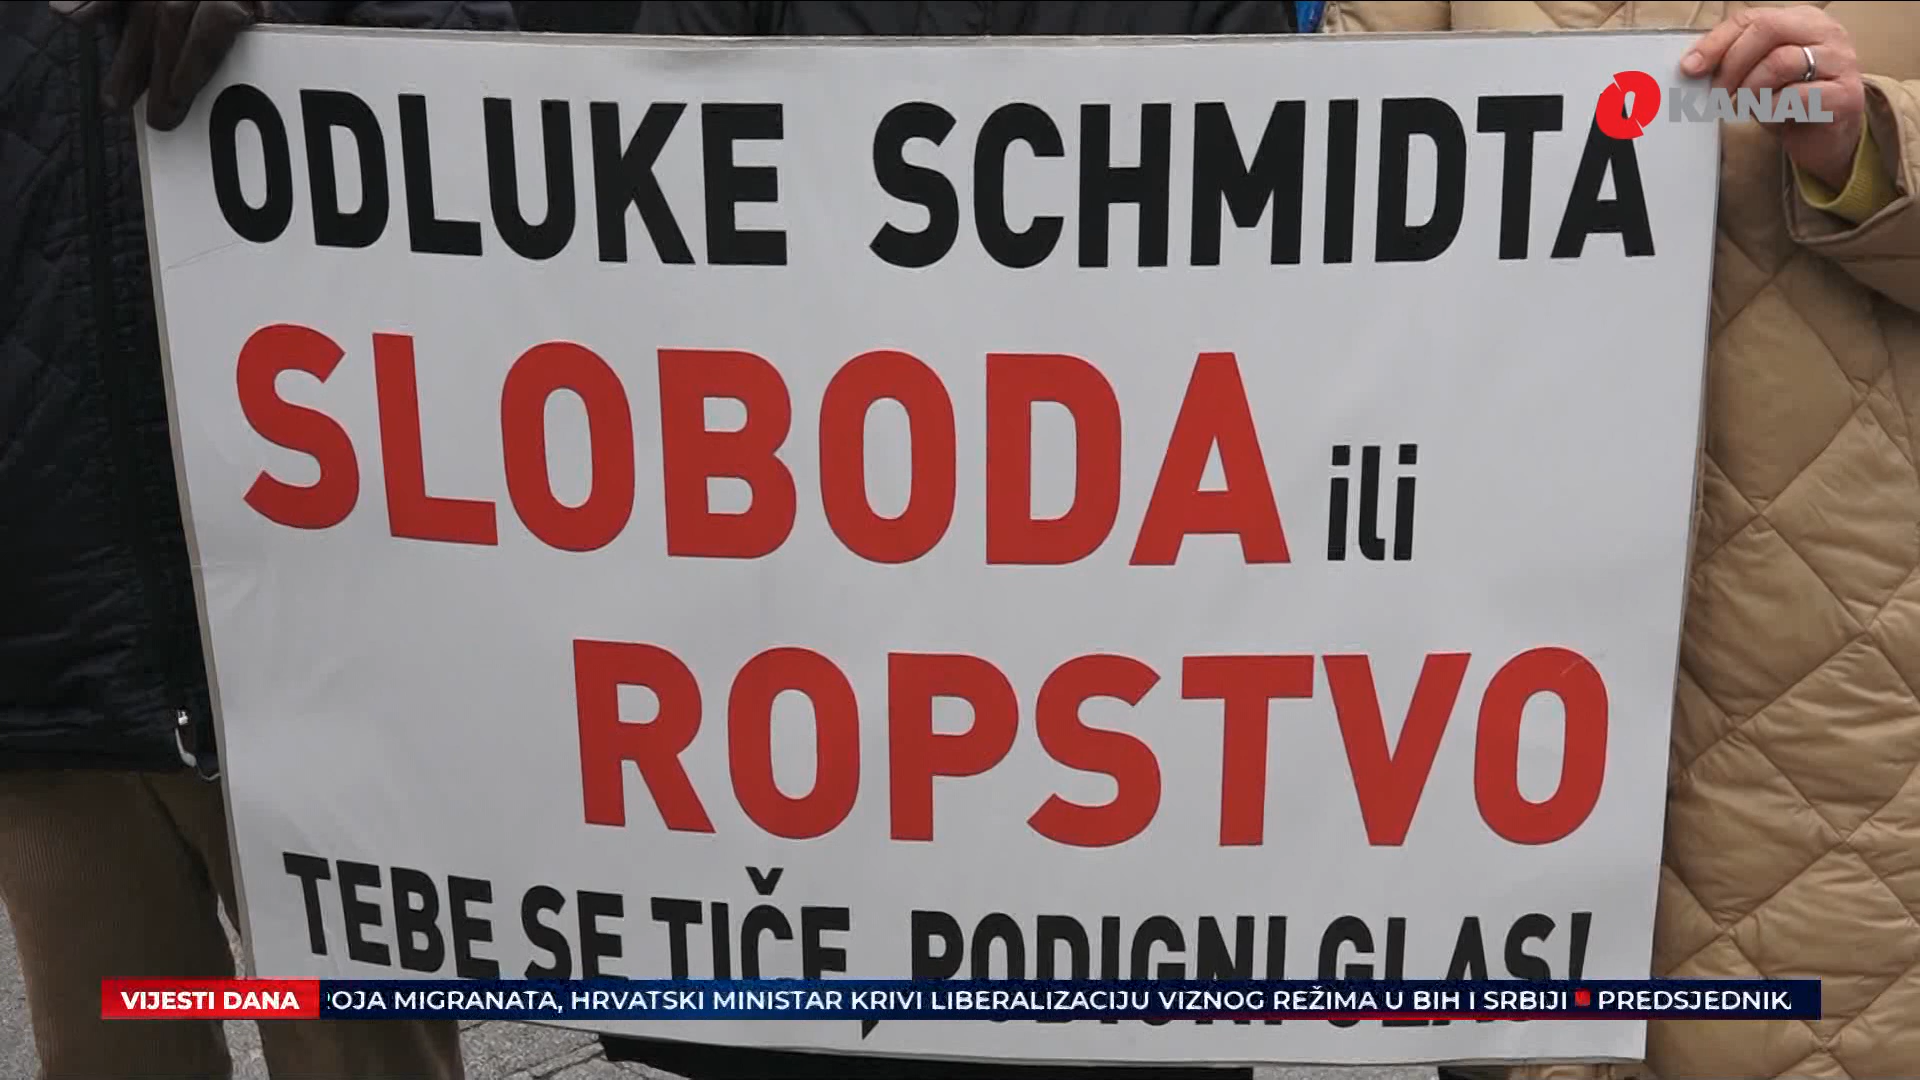 ODLUKE SCHMIDTA
O KANAL
SLOBODA ili
ROPSTVO
TEBE SE TIČE, PODIGNI GLAS!
VIJESTI DANA
OJA MIGRANATA, HRVATSKI MINISTAR KRIVI LIBERALIZACIJU VIZNOG REŽIMA U BIH I SRBIJI PREDSJEDNIK